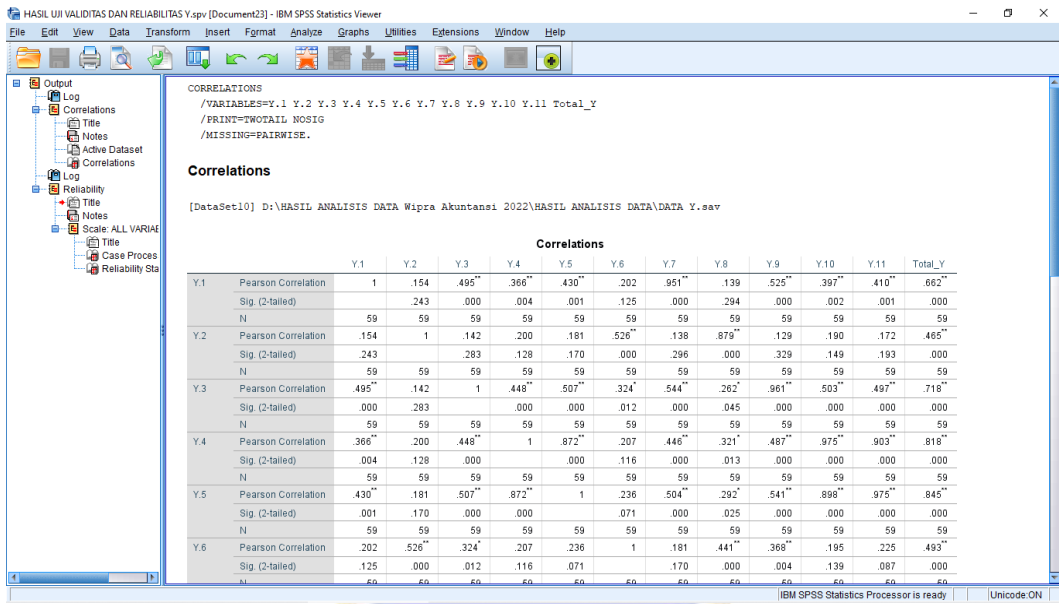 HASIL UJI VALIDITAS DAN RELIABILITAS Y.spv [Document23] - IBM SPSS Statistics Viewer
File Edit View Data Transform Insert Format Analyze Graphs Utilities Extensions Window Help
Output
Log
Correlations
Title
Notes
Active Dataset
Correlations
Log
Reliability
Title
Notes
Scale: ALL VARIAE
Title
Case Proces
Reliability Sta
CORRELATIONS
/VARIABLES=Y.1 Y.2 Y.3 Y.4 Y.5 Y.6 Y.7 Y.8 Y.9 Y.10 Y.11 Total_Y
/PRINT=TWOTAIL NOSIG
/MISSING=PAIRWISE.
Correlations
[DataSet10] D:\HASIL ANALISIS DATA Wipra Akuntansi 2022\HASIL ANALISIS DATA\DATA Y.sav
Correlations
Y.1 Y.2 Y.3 Y.4 Y.5 Y.6 Y.7 Y.8 Y.9 Y.10 Y.11 Total_Y
Y.1 Pearson Correlation 1 .154 .495** .366** .430** .202 .951** .139 .525** .397** .410** .662**
Sig. (2-tailed) .243 .000 .004 .001 .125 .000 .294 .000 .002 .001 .000
N 59 59 59 59 59 59 59 59 59 59 59 59
Y.2 Pearson Correlation .154 1 .142 .200 .181 .526** .138 .879** .129 .190 .172 .465**
Sig. (2-tailed) .243 .283 .128 .170 .000 .296 .000 .329 .149 .193 .000
N 59 59 59 59 59 59 59 59 59 59 59 59
Y.3 Pearson Correlation .495** .142 1 .448** .507** .324* .544** .262* .961** .503** .497** .718**
Sig. (2-tailed) .000 .283 .000 .000 .012 .000 .045 .000 .000 .000 .000
N 59 59 59 59 59 59 59 59 59 59 59 59
Y.4 Pearson Correlation .366** .200 .448** 1 .872** .207 .446** .321* .487** .975** .903** .818**
Sig. (2-tailed) .004 .128 .000 .000 .116 .000 .013 .000 .000 .000 .000
N 59 59 59 59 59 59 59 59 59 59 59 59
Y.5 Pearson Correlation .430** .181 .507** .872** 1 .236 .504** .292* .541** .898** .975** .845**
Sig. (2-tailed) .001 .170 .000 .000 .071 .000 .025 .000 .000 .000 .000
N 59 59 59 59 59 59 59 59 59 59 59 59
Y.6 Pearson Correlation .202 .526** .324* .207 .236 1 .181 .441** .368** .195 .225 .493**
Sig. (2-tailed) .125 .000 .012 .116 .071 .170 .000 .004 .139 .087 .000
N 59 59 59 59 59 59 59 59 59 59 59 59
IBM SPSS Statistics Processor is ready Unicode:ON